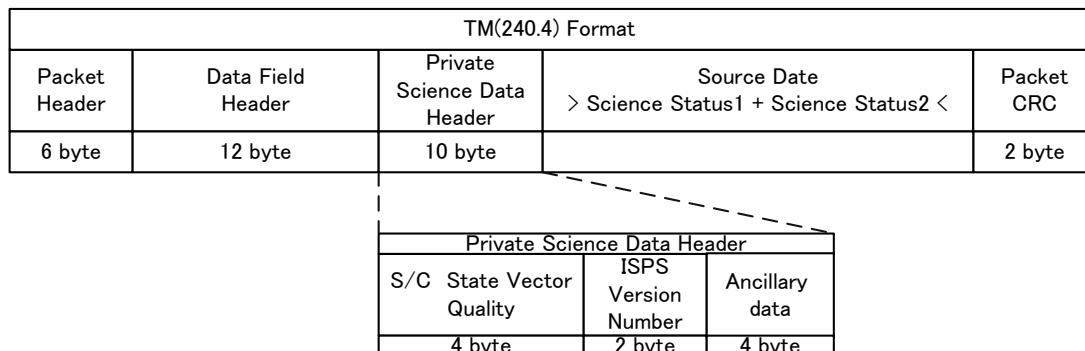 TM(240.4) Format
Packet
Header
Data Field
Header
Private
Science Data
Header
Source Date
> Science Status1 + Science Status2 <
Packet
CRC
6 byte
12 byte
10 byte
2 byte
Private Science Data Header
S/C State Vector
Quality
ISPS
Version
Number
Ancillary
data
4 byte
2 byte
4 byte